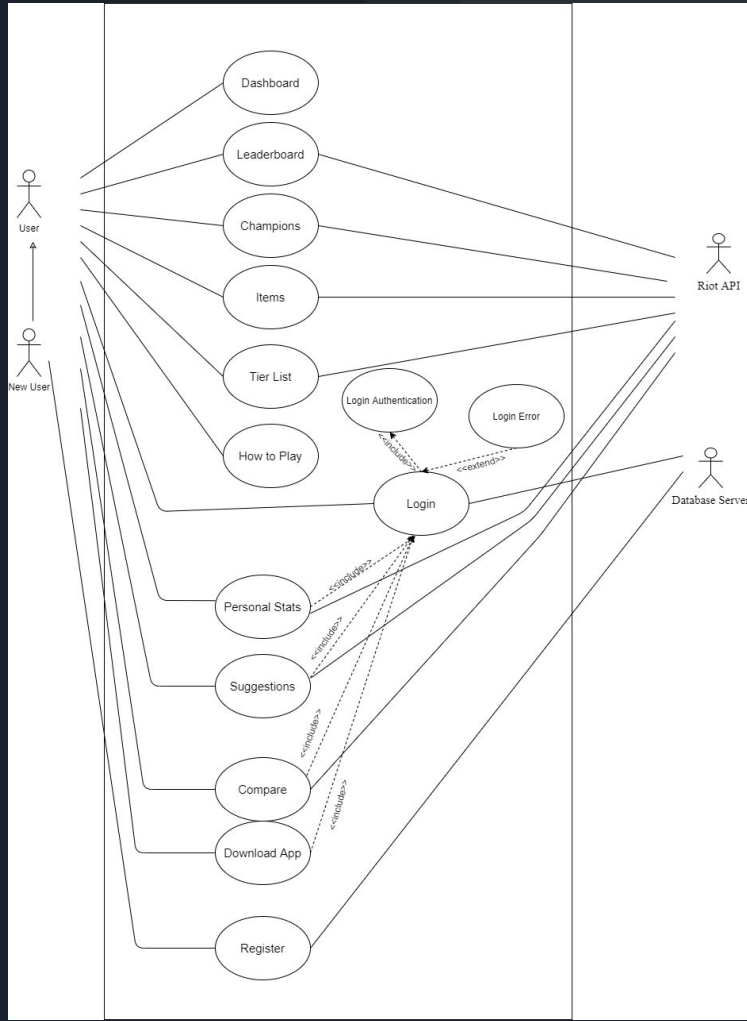 Dashboard
Leaderboard
User
Champions
Riot API
Items
New User
Tier List
Login Authentication
Login Error
How to Play
<<include>>
<<extend>>
Login
Database Server
<<include>>
Personal Stats
<<include>>
Suggestions
<<include>>
Compare
<<include>>
Download App
Register